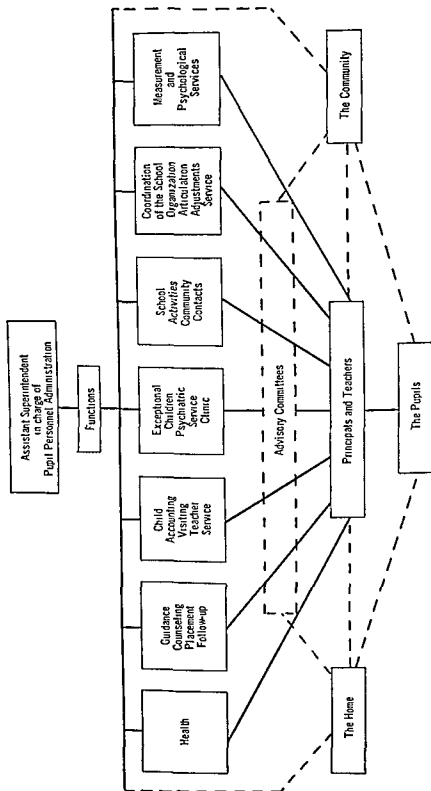 Assistant Superintendent
in charge of
Pupil Personnel Administration
Functions
Health
Guidance
Counseling
Placement
Follow-up
Child
Accounting
Visiting
Teacher
Service
Exceptional
Children
Psychiatric
Service
Clinic
School
Activities
Community
Contacts
Coordination
of the School
Organization
Articulation
Adjustments
Service
Measurement
and
Psychological
Services
Advisory Committees
Principals and Teachers
The Home
The Community
The Pupils